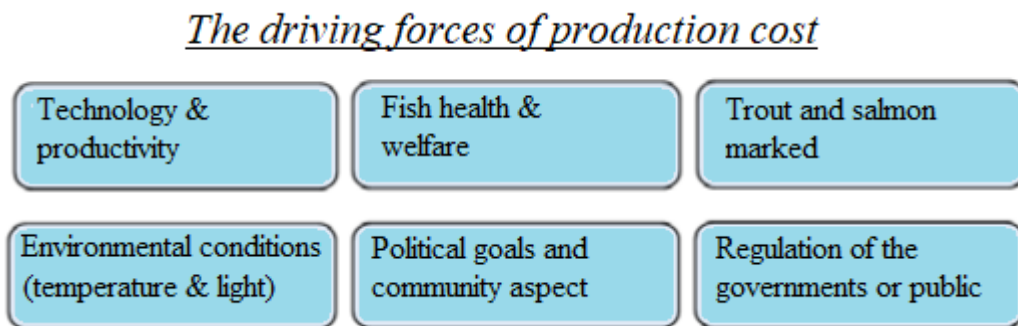 The driving forces of production cost
Technology &
productivity
Fish health &
welfare
Trout and salmon
marked
Environmental conditions
(temperature & light)
Political goals and
community aspect
Regulation of the
governments or public